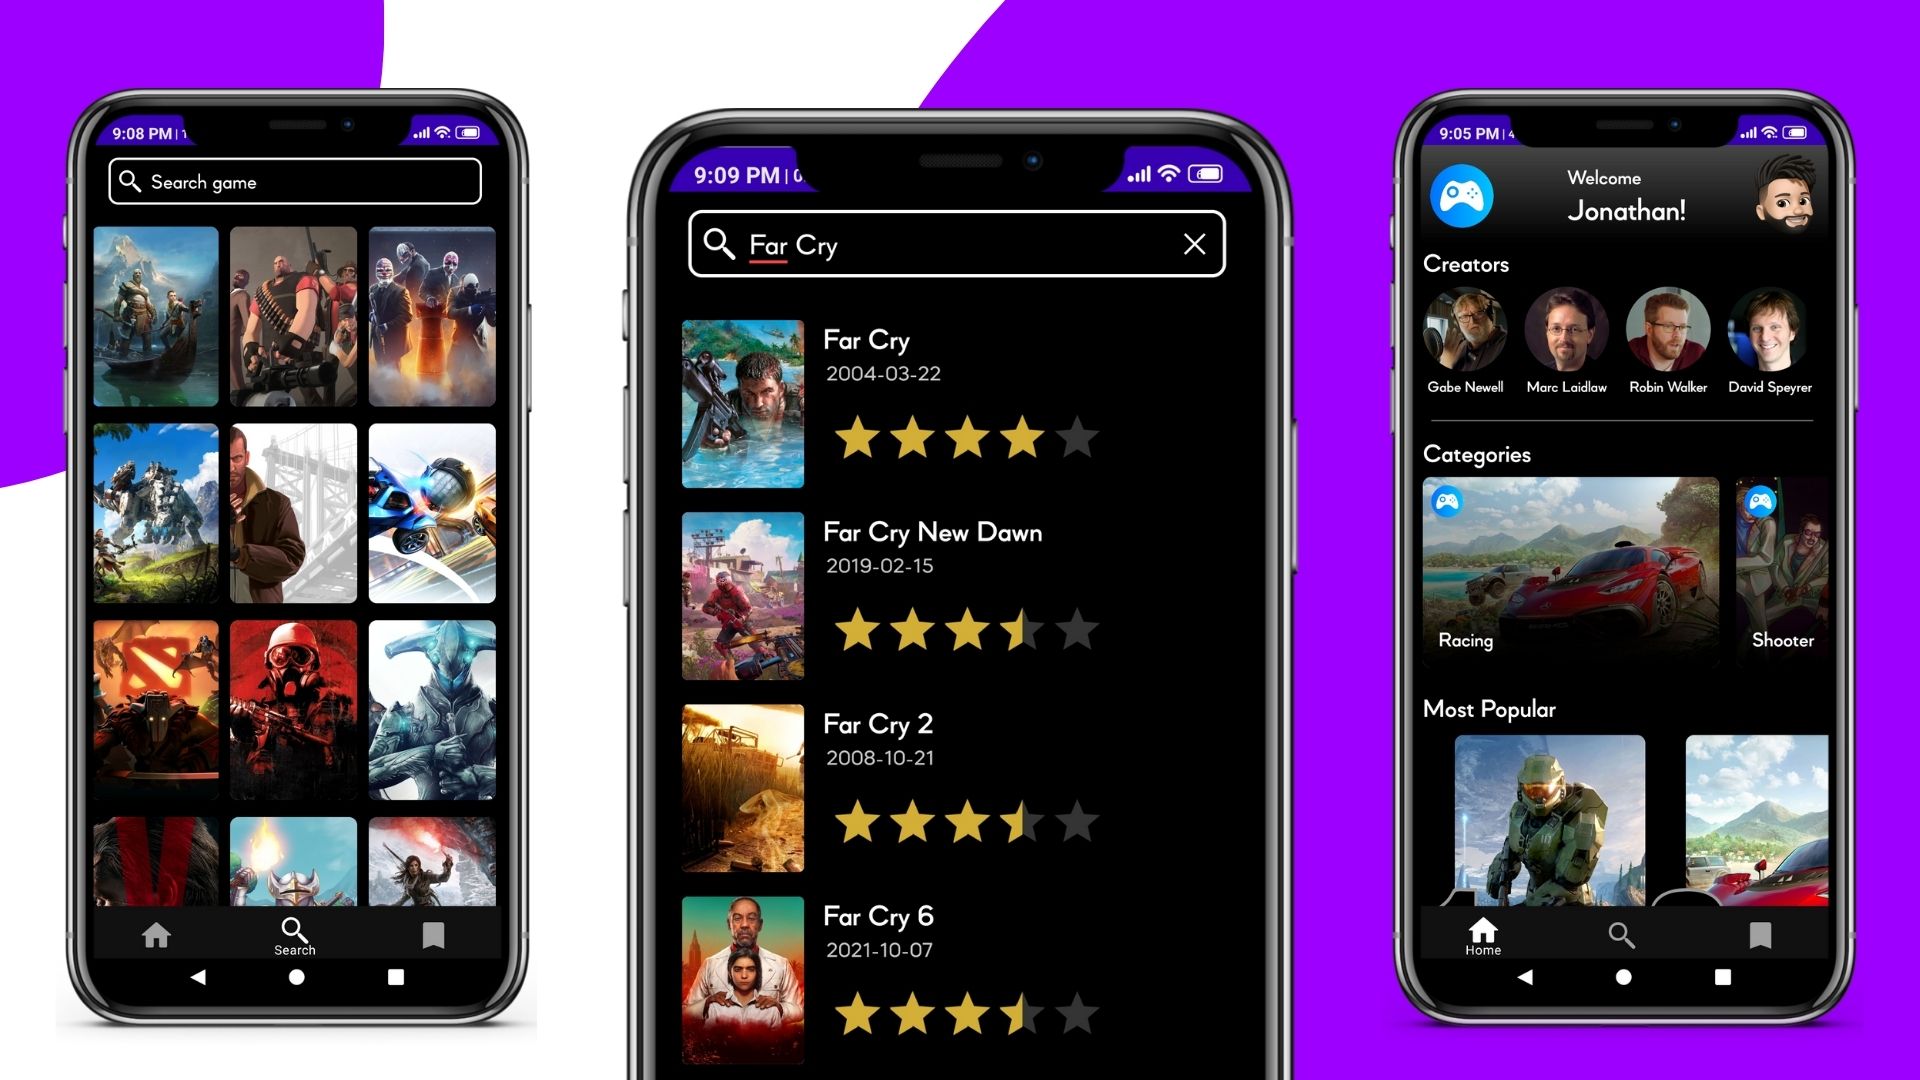 9:08 PM | 1
Search game
Search
9:09 PM | 0
Far Cry
Far Cry
2004-03-22
Far Cry New Dawn
2019-02-15
Far Cry 2
2008-10-21
Far Cry 6
2021-10-07
9:05 PM | 4
Welcome
Jonathan!
Creators
Gabe Newell
Marc Laidlaw
Robin Walker
David Speyrer
Categories
Racing
Shooter
Most Popular
Home